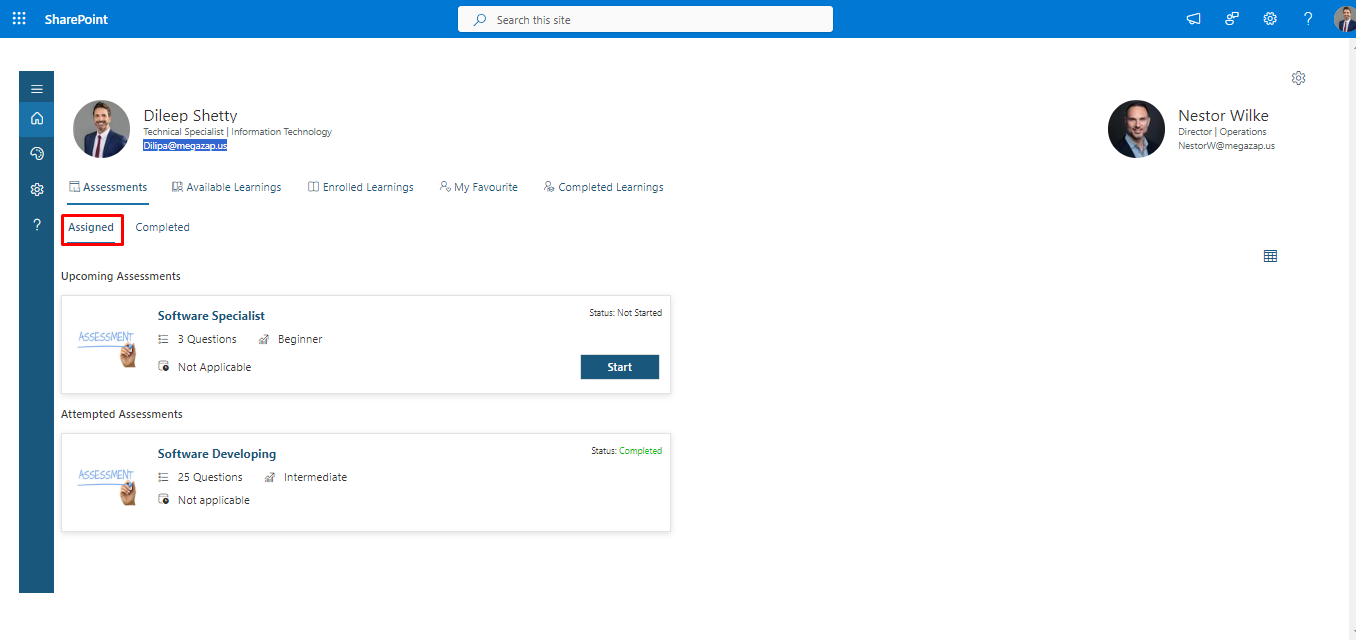 SharePoint
Search this site
?
Dileep Shetty
Technical Specialist | Information Technology
Dilipa@megazap.us
Nestor Wilke
Director | Operations
NestorW@megazap.us
Assessments
Available Learnings
Enrolled Learnings
My Favourite
Completed Learnings
?
Assigned
Completed
Upcoming Assessments
ASSESSMENT
Software Specialist
Status: Not Started
3 Questions
Beginner
Not Applicable
Start
Attempted Assessments
ASSESSMENT
Software Developing
Status: Completed
25 Questions
Intermediate
Not applicable